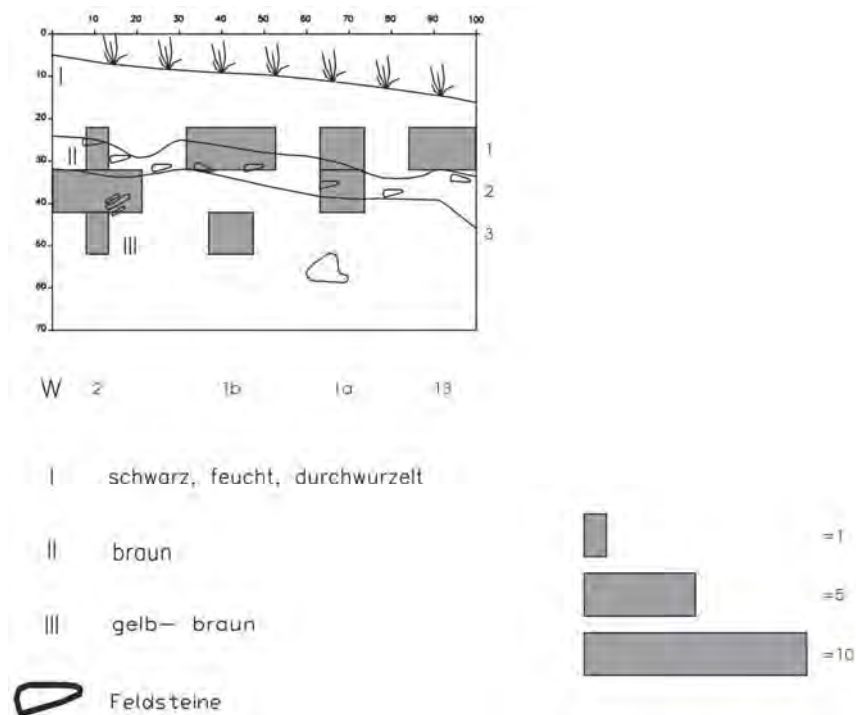 10 20 30 40 50 60 70 80 90 100
0
10
20
30
40
50
60
70
I
II
III
1
2
3
W 2 1b 1a 1B
I schwarz, feucht, durchwurzelt
II braun
III gelb- braun
Feldsteine
=1
=5
=10